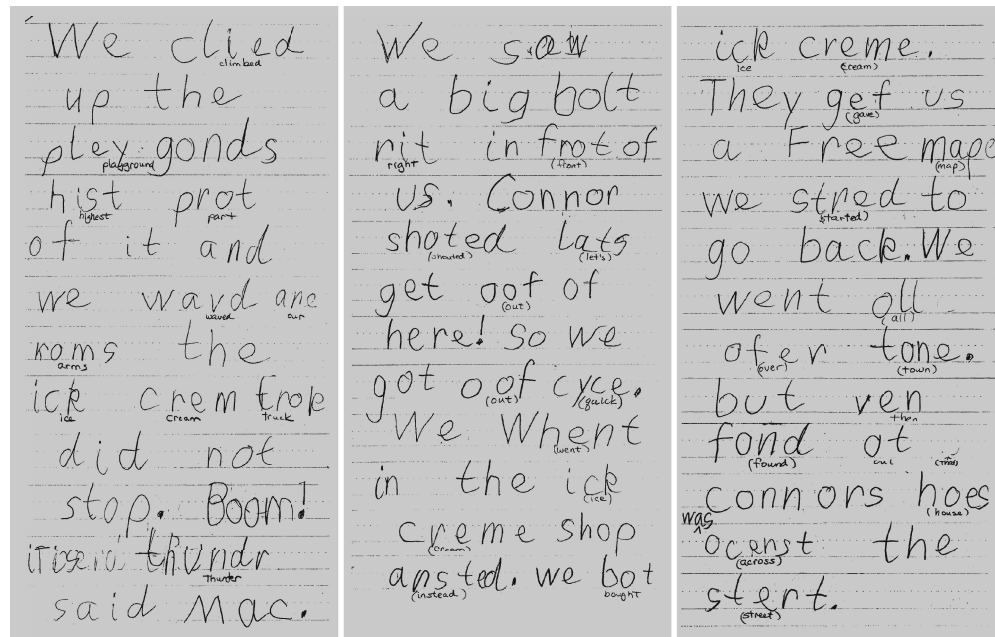 We clied
climbed
up the
pley gonds
playground
hist prot
highest part
of it and
we wavd are
waved our
roms the
arms
ick crem trok
ice cream truck
did not
stop. Boom!
thundr
Thunder
said Mac.
We saw
a big bolt
rit in frot of
right (front)
us. Connor
shoted lats
(shouted) (let's)
get oof of
(out)
here! So we
got oof cyce.
(out) (quick)
We Whent
(went)
in the ick
(ice)
creme shop
(cream)
ansted. we bot
(instead) bought
ick creme.
Ice (cream)
They gef us
(gave)
a Free mape
(map)
we stred to
(started)
go back. We
went oll
(all)
ofer tone.
(over) (town)
but ven
then
fond ot
(found) out
connors hoes
(house)
was
ocenst the
(across)
stert.
(street)